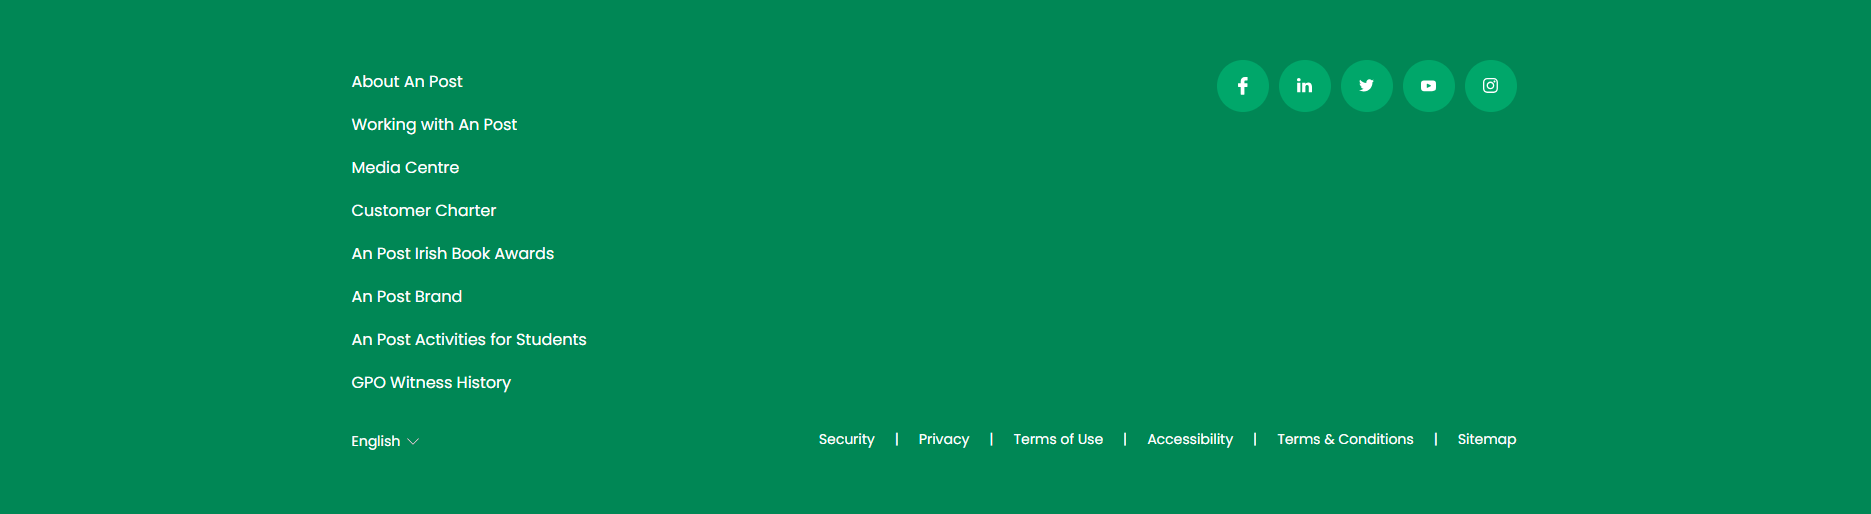 About An Post
Working with An Post
Media Centre
Customer Charter
An Post Irish Book Awards
An Post Brand
An Post Activities for Students
GPO Witness History
English
Security | Privacy | Terms of Use | Accessibility | Terms & Conditions | Sitemap